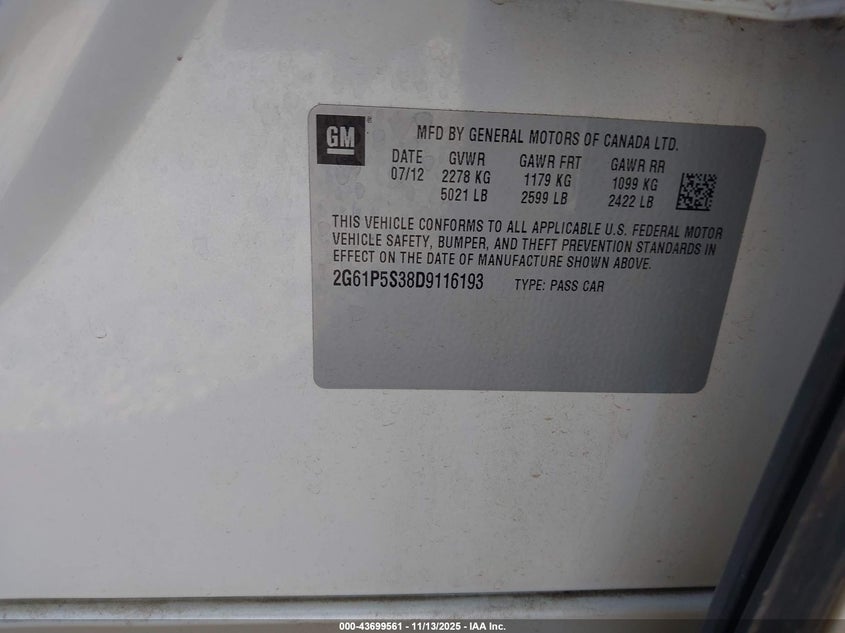 GM
MFD BY GENERAL MOTORS OF CANADA LTD.
DATE GVWR GAWR FRT GAWR RR
07/12 2278 KG 1179 KG 1099 KG
5021 LB 2599 LB 2422 LB
THIS VEHICLE CONFORMS TO ALL APPLICABLE U.S. FEDERAL MOTOR
VEHICLE SAFETY, BUMPER, AND THEFT PREVENTION STANDARDS IN
EFFECT ON THE DATE OF MANUFACTURE SHOWN ABOVE.
2G61P5S38D9116193 TYPE: PASS CAR
000-43699561 - 11/13/2025 - IAA Inc.